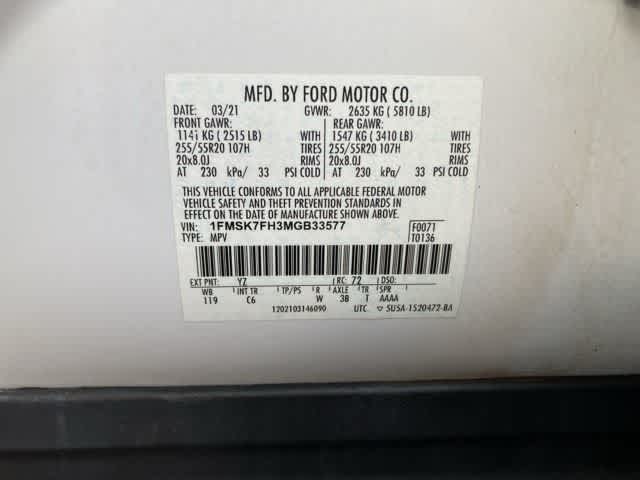 MFD. BY FORD MOTOR CO.
DATE: 03/21 GVWR: 2635 KG ( 5810 LB)
FRONT GAWR: REAR GAWR:
1141 KG ( 2515 LB) WITH 1547 KG ( 3410 LB) WITH
255/55R20 107H TIRES 255/55R20 107H TIRES
20x8.0J RIMS 20x8.0J RIMS
AT 230 kPa/ 33 PSI COLD AT 230 kPa/ 33 PSI COLD
THIS VEHICLE CONFORMS TO ALL APPLICABLE FEDERAL MOTOR
VEHICLE SAFETY AND THEFT PREVENTION STANDARDS IN
EFFECT ON THE DATE OF MANUFACTURE SHOWN ABOVE.
VIN: 1FMSK7FH3MGB33577 F0071
TYPE: MPV T0136
EXT PNT: YZ RC: 72 DSO:
WB INT TR TP/PS R AXLE TR SPR
119 C6 W 3B T AAAA
1202103146090 UTC ▽ SU5A-1520472-BA